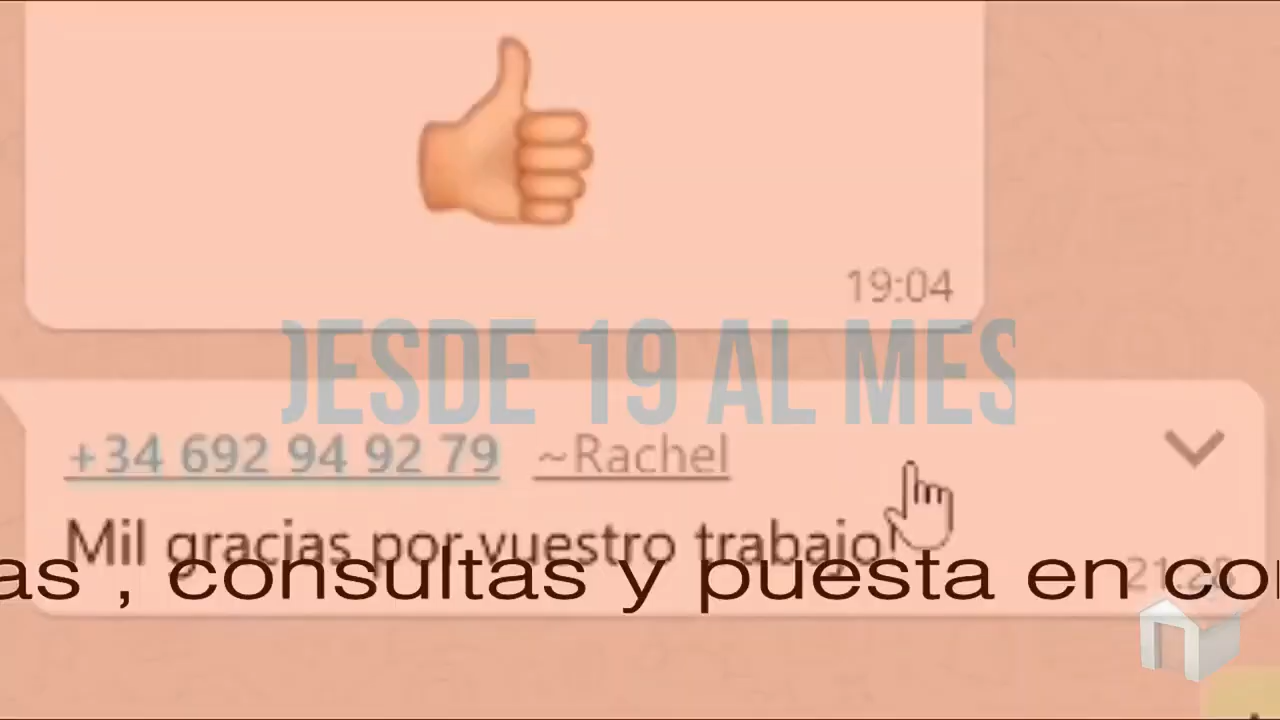 19:04
DESDE 19 AL MES
+34 692 94 92 79 ~Rachel
Mil gracias por vuestro trabajo!
as , consultas y puesta en con